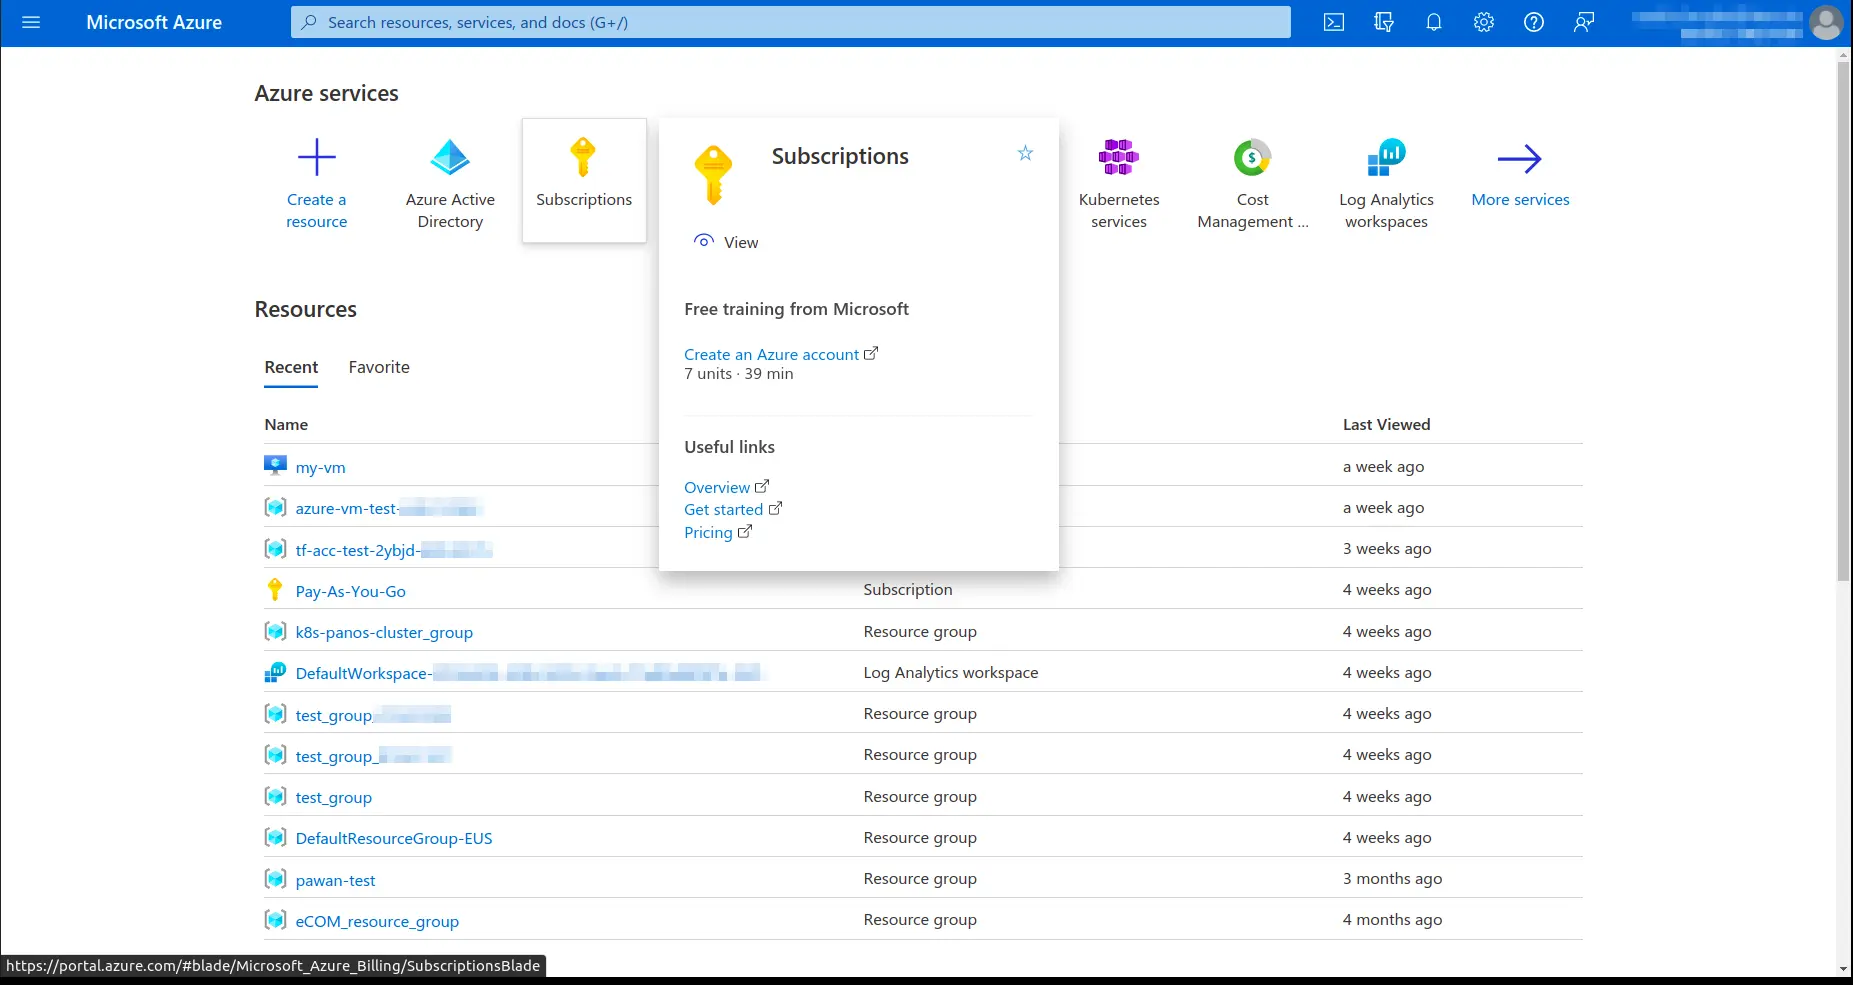 Microsoft Azure
Search resources, services, and docs (G+/)
Azure services
Create a
resource
Azure Active
Directory
Subscriptions
Subscriptions
View
Free training from Microsoft
Create an Azure account
7 units · 39 min
Useful links
Overview
Get started
Pricing
Kubernetes
services
Cost
Management ...
Log Analytics
workspaces
More services
Resources
Recent
Favorite
Name
Last Viewed
my-vm
a week ago
azure-vm-test-
a week ago
tf-acc-test-2ybjd-
3 weeks ago
Pay-As-You-Go
Subscription
4 weeks ago
k8s-panos-cluster_group
Resource group
4 weeks ago
DefaultWorkspace-
Log Analytics workspace
4 weeks ago
test_group_
Resource group
4 weeks ago
test_group_
Resource group
4 weeks ago
test_group
Resource group
4 weeks ago
DefaultResourceGroup-EUS
Resource group
4 weeks ago
pawan-test
Resource group
3 months ago
eCOM_resource_group
Resource group
4 months ago
https://portal.azure.com/#blade/Microsoft_Azure_Billing/SubscriptionsBlade